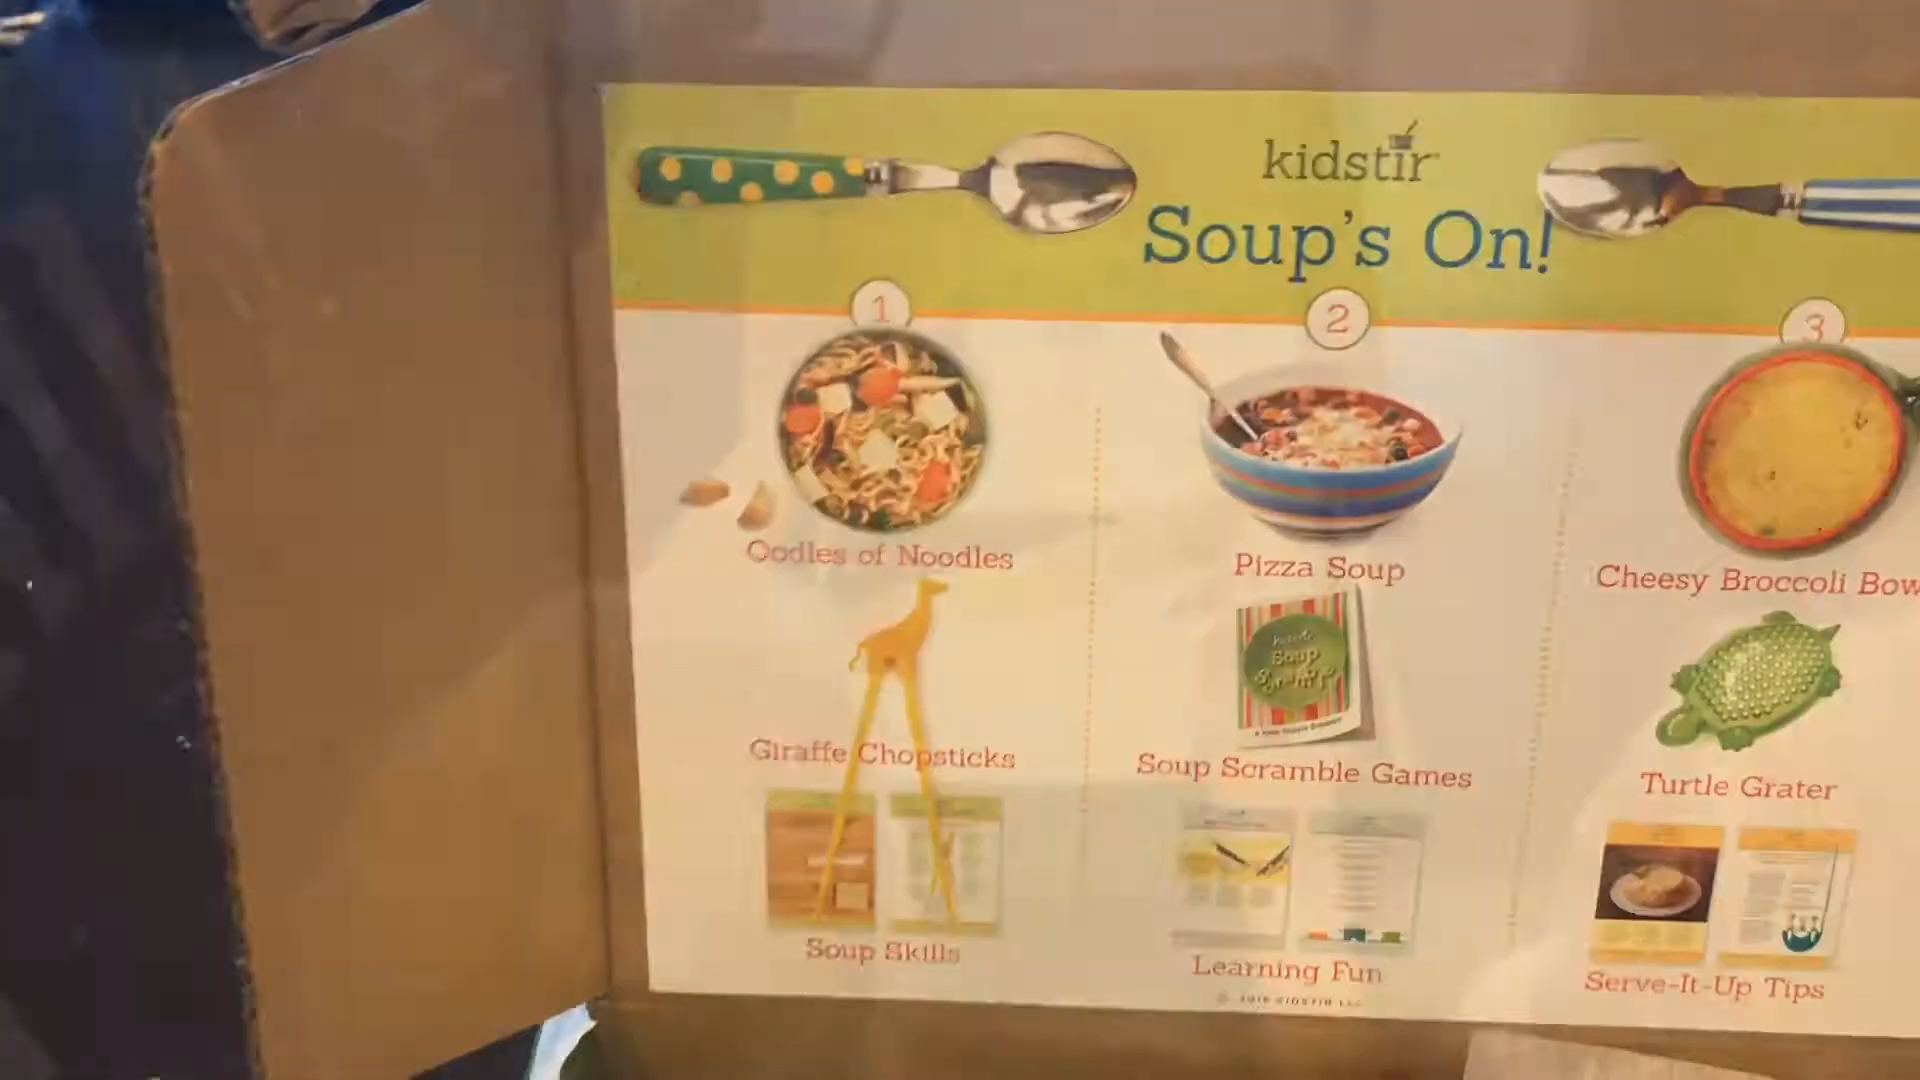 kidstir
Soup's On!
1
2
3
Oodles of Noodles
Pizza Soup
Cheesy Broccoli Bow
Soup
Giraffe Chopsticks
Soup Scramble Games
Turtle Grater
Soup Skills
Learning Fun
Serve-It-Up Tips